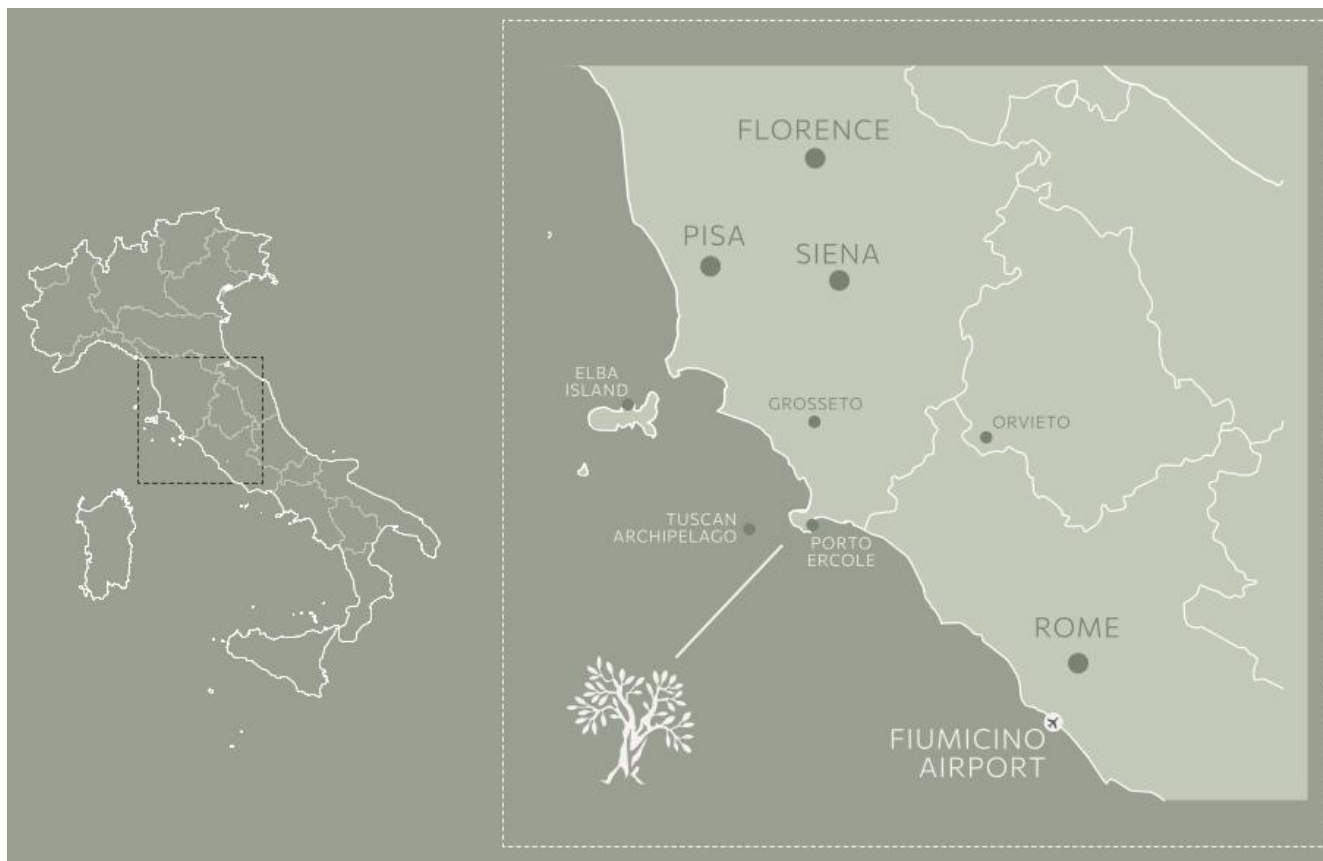 FLORENCE
PISA
SIENA
ELBA
ISLAND
GROSSETO
ORVIETO
TUSCAN
ARCHIPELAGO
PORTO
ERCOLE
ROME
FIUMICINO
AIRPORT